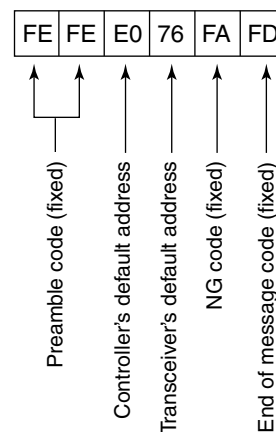 FE FE E0 76 FA FD
Preamble code (fixed)
Controller's default address
Transceiver's default address
NG code (fixed)
End of message code (fixed)